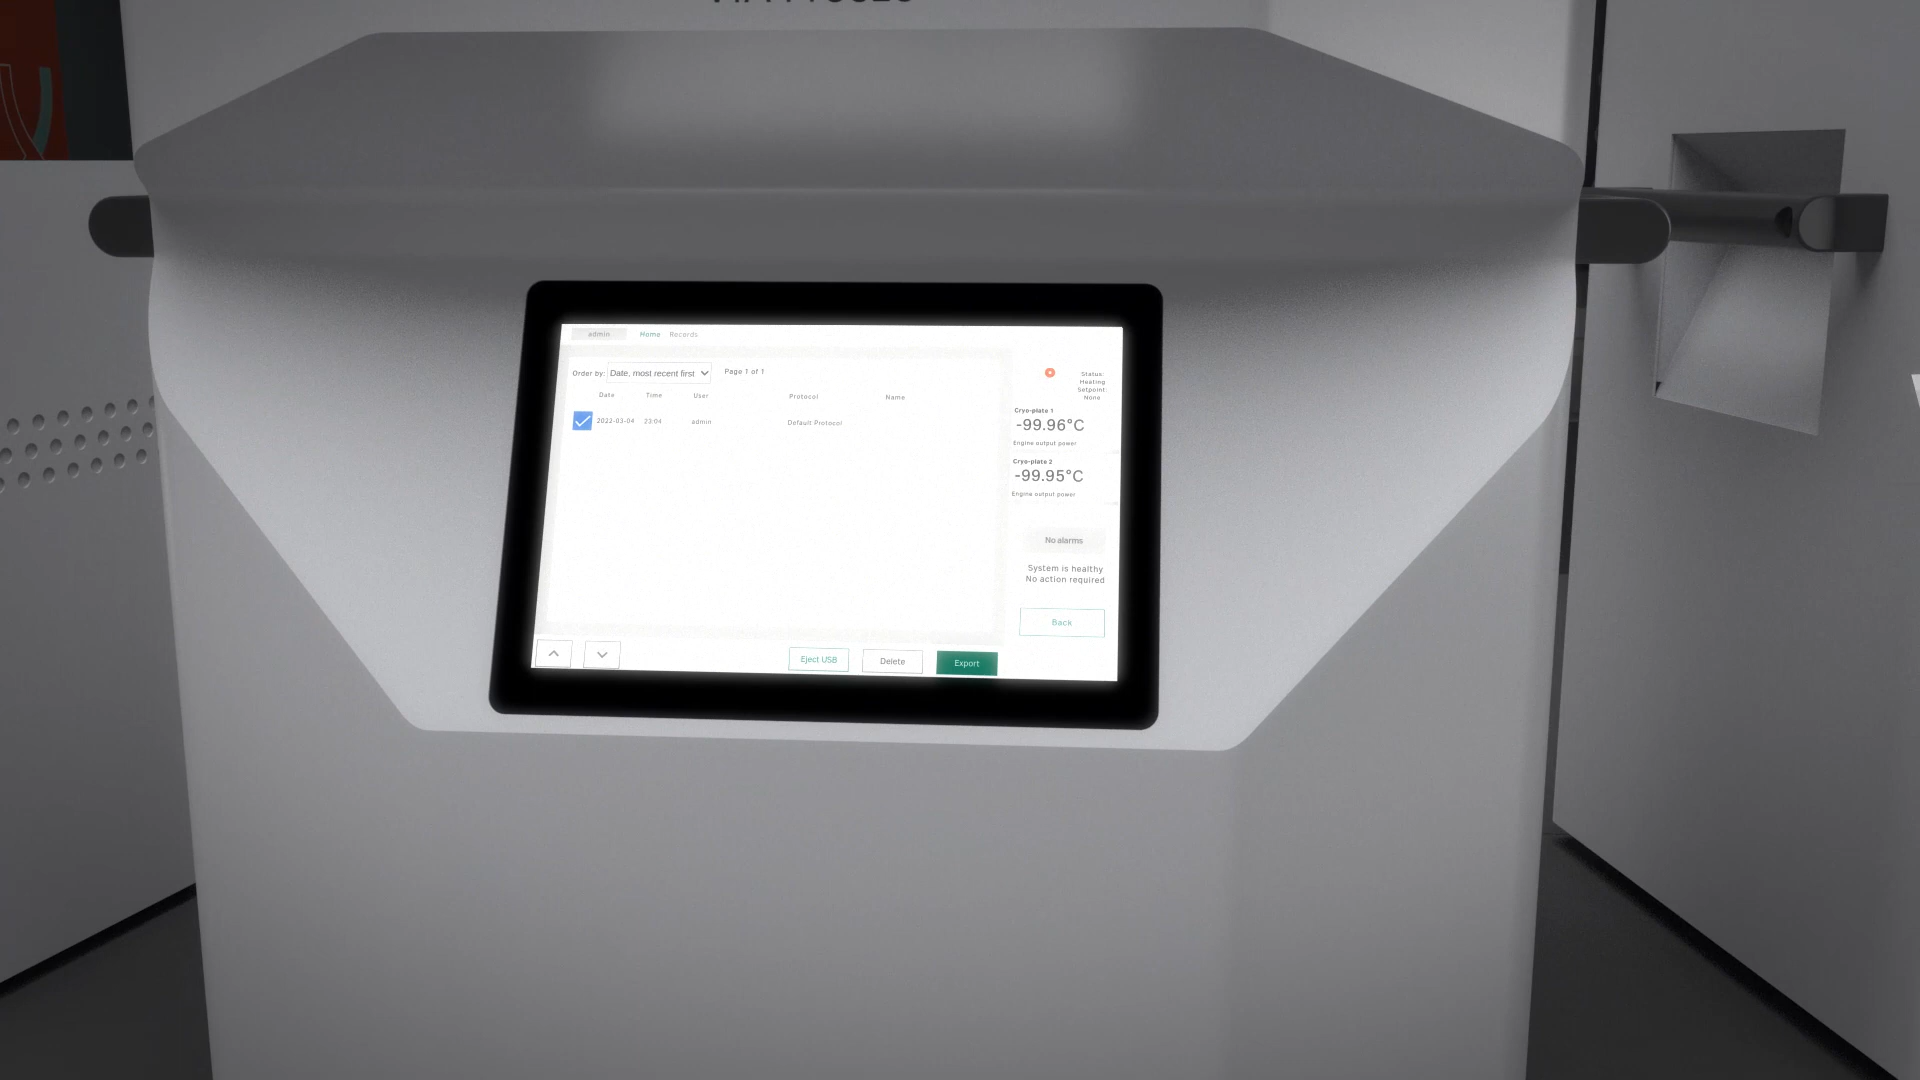 admin Home Records
Order by: Date, most recent first Page 1 of 1
Date Time User Protocol Name
2022-03-04 23:04 admin Default Protocol
Status:
Heating
Setpoint:
None
Cryo-plate 1
-99.96°C
Engine output power
Cryo-plate 2
-99.95°C
Engine output power
No alarms
System is healthy
No action required
Back
Eject USB Delete Export